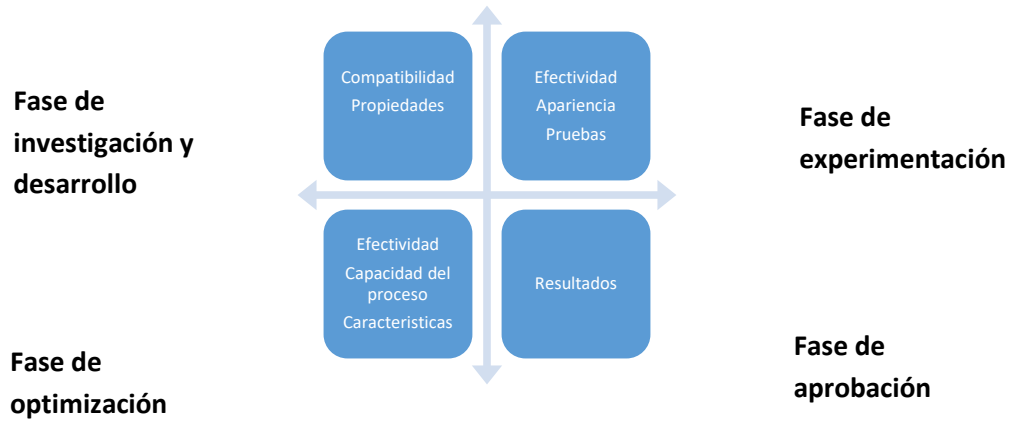 Fase de
investigación y
desarrollo
Compatibilidad
Propiedades
Efectividad
Apariencia
Pruebas
Fase de
experimentación
Fase de
optimización
Efectividad
Capacidad del
proceso
Caracteristicas
Resultados
Fase de
aprobación